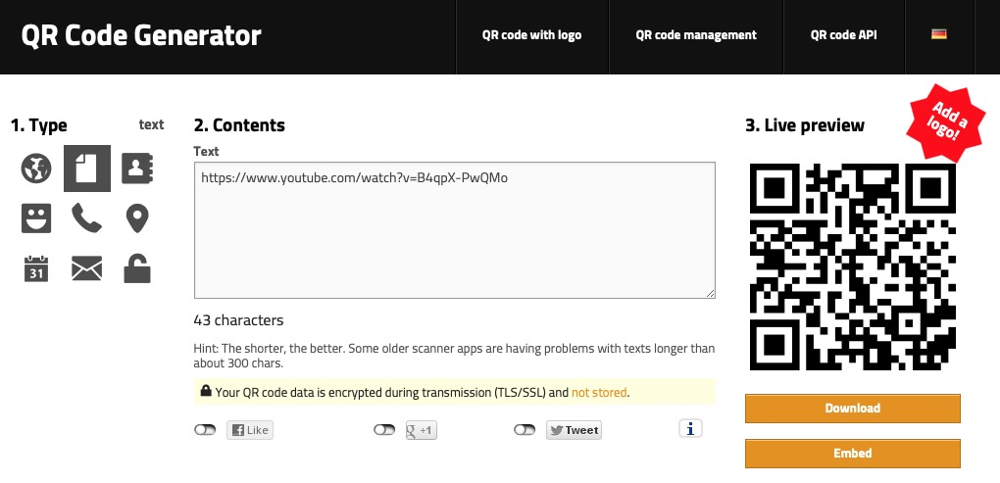 QR Code Generator
QR code with logo
QR code management
QR code API
1. Type
text
31
2. Contents
Text
https://www.youtube.com/watch?v=B4qpX-PwQMo
43 characters
Hint: The shorter, the better. Some older scanner apps are having problems with texts longer than
about 300 chars.
Your QR code data is encrypted during transmission (TLS/SSL) and not stored.
Like
g +1
Tweet
i
3. Live preview
Add a
logo!
Download
Embed